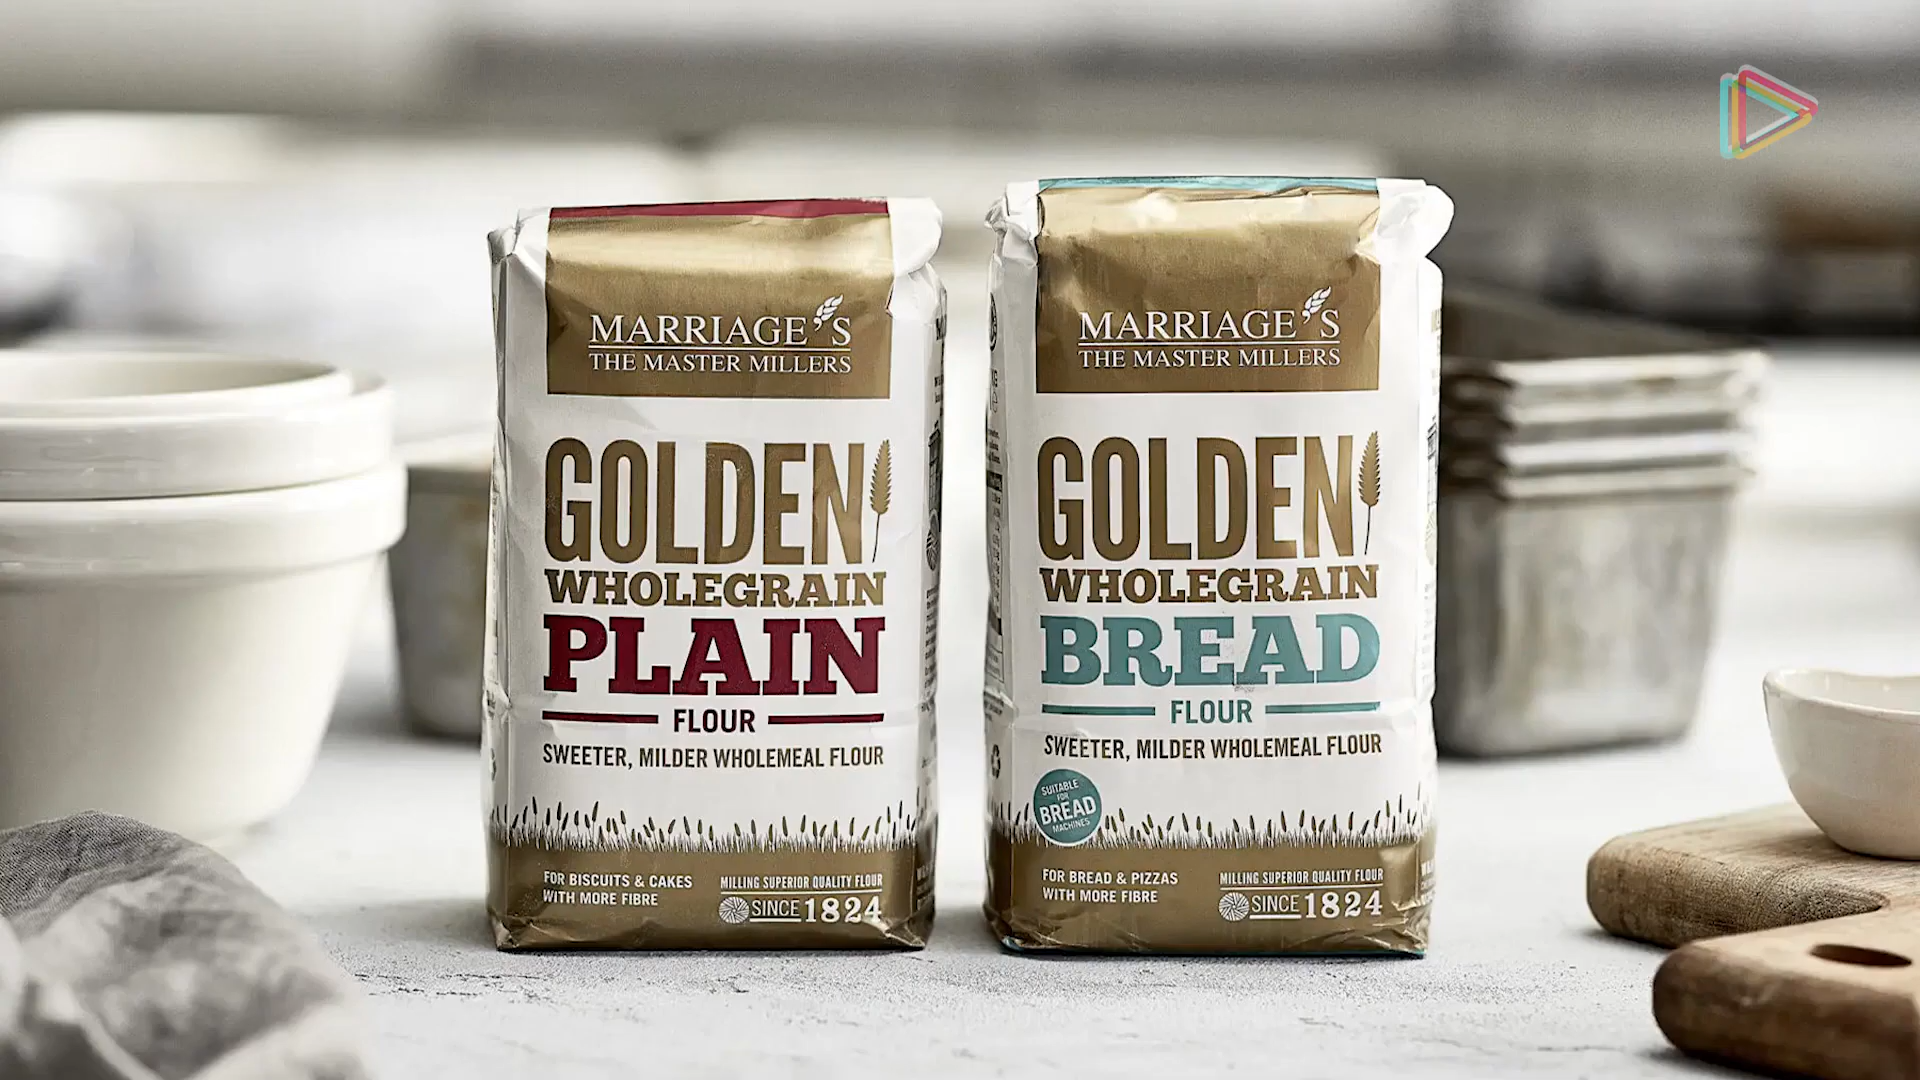 MARRIAGE'S
THE MASTER MILLERS
GOLDEN
WHOLEGRAIN
PLAIN
FLOUR
SWEETER, MILDER WHOLEMEAL FLOUR
FOR BISCUITS & CAKES
WITH MORE FIBRE
MILLING SUPERIOR QUALITY FLOUR
SINCE 1824
MARRIAGE'S
THE MASTER MILLERS
GOLDEN
WHOLEGRAIN
BREAD
FLOUR
SWEETER, MILDER WHOLEMEAL FLOUR
SUITABLE
FOR
BREAD
MACHINES
FOR BREAD & PIZZAS
WITH MORE FIBRE
MILLING SUPERIOR QUALITY FLOUR
SINCE 1824